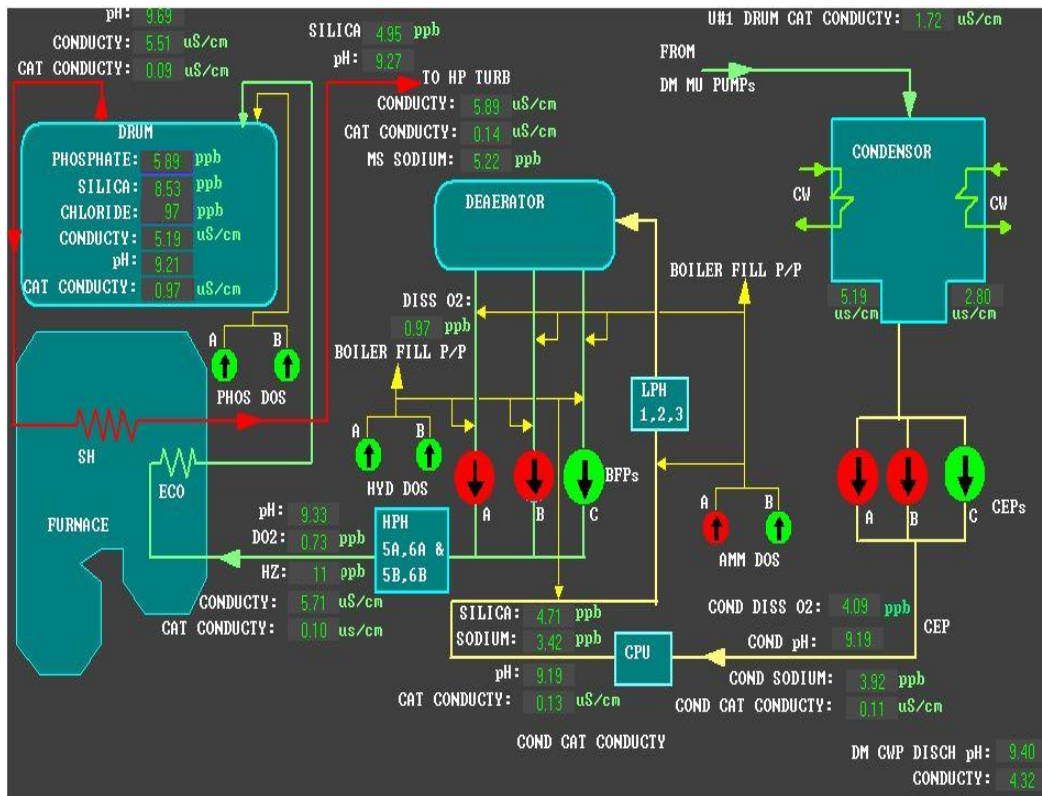 pH: 9.69
CONDUCTY: 5.51 uS/cm
CAT CONDUCTY: 0.09 uS/cm
SILICA 4.95 ppb
pH: 9.27
TO HP TURB
CONDUCTY: 5.89 uS/cm
CAT CONDUCTY: 0.14 uS/cm
MS SODIUM: 5.22 ppb
U#1 DRUM CAT CONDUCTY: 1.72 uS/cm
FROM
DM MU PUMPs
DRUM
PHOSPHATE: 5.89 ppb
SILICA: 8.53 ppb
CHLORIDE: 97 ppb
CONDUCTY: 5.19 uS/cm
pH: 9.21
CAT CONDUCTY: 0.97 uS/cm
DEAERATOR
CONDENSOR
CW
CW
5.19 us/cm
2.80 us/cm
BOILER FILL P/P
DISS O2:
0.97 ppb
BOILER FILL P/P
A B
PHOS DOS
LPH
1,2,3
SH
ECO
FURNACE
A B
HYD DOS
BFPs
A B C
A B
AMM DOS
CEPs
A B C
pH: 9.33
DO2: 0.73 ppb
HZ: 11 ppb
CONDUCTY: 5.71 uS/cm
CAT CONDUCTY: 0.10 us/cm
HPH
5A,6A &
5B,6B
SILICA: 4.71 ppb
SODIUM: 3.42 ppb
pH: 9.19
CAT CONDUCTY: 0.13 uS/cm
COND CAT CONDUCTY
CPU
COND DISS O2: 4.09 ppb
CEP
COND pH: 9.19
COND SODIUM: 3.92 ppb
COND CAT CONDUCTY: 0.11 uS/cm
DM CWP DISCH pH: 9.40
CONDUCTY: 4.32